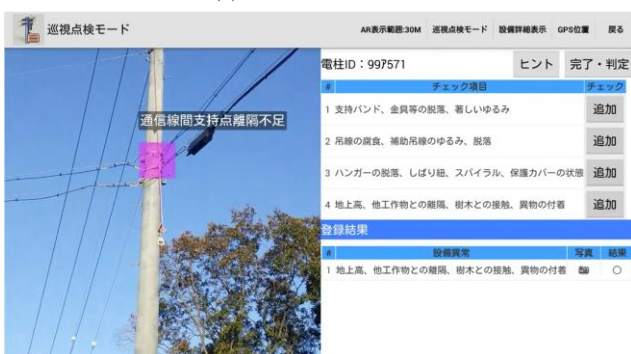 巡視点検モード
AR表示範囲:30M 巡視点検モード 設備詳細表示 GPS位置 戻る
通信線間支持点離隔不足
電柱ID：997571 ヒント 完了・判定
# チェック項目 チェック
1 支持バンド、金具等の脱落、著しいゆるみ 追加
2 吊線の腐食、補助吊線のゆるみ、脱落 追加
3 ハンガーの脱落、しばり紐、スパイラル、保護カバーの状態 追加
4 地上高、他工作物との離隔、樹木との接触、異物の付着 追加
登録結果
# 設備異常 写真 結果
1 地上高、他工作物との離隔、樹木との接触、異物の付着 ○